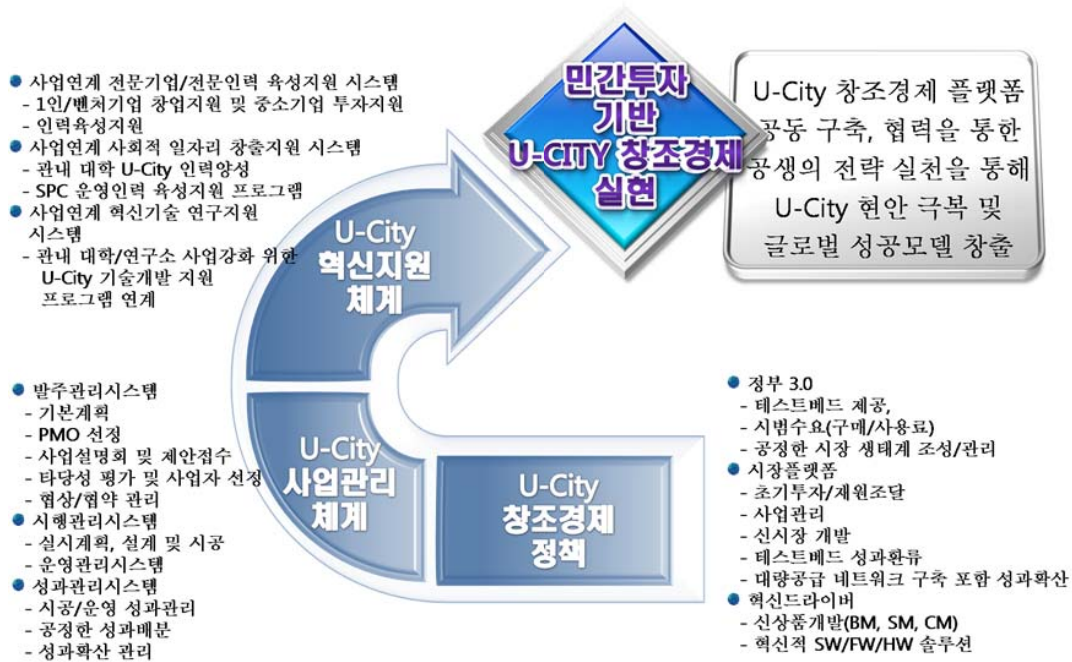 민간투자
기반
U-CITY 창조경제
실현
U-City 창조경제 플랫폼
공동 구축, 협력을 통한
공생의 전략 실천을 통해
U-City 현안 극복 및
글로벌 성공모델 창출
사업연계 전문기업/전문인력 육성지원 시스템
- 1인/벤처기업 창업지원 및 중소기업 투자지원
- 인력육성지원
사업연계 사회적 일자리 창출지원 시스템
- 관내 대학 U-City 인력양성
- SPC 운영인력 육성지원 프로그램
사업연계 혁신기술 연구지원
시스템
- 관내 대학/연구소 사업강화 위한
U-City 기술개발 지원
프로그램 연계
U-City
혁신지원
체계
발주관리시스템
- 기본계획
- PMO 선정
- 사업설명회 및 제안접수
- 타당성 평가 및 사업자 선정
- 협상/협약 관리
시행관리시스템
- 실시계획, 설계 및 시공
- 운영관리시스템
성과관리시스템
- 시공/운영 성과관리
- 공정한 성과배분
- 성과확산 관리
U-City
사업관리
체계
U-City
창조경제
정책
정부 3.0
- 테스트베드 제공,
- 시범수요(구매/사용료)
- 공정한 시장 생태계 조성/관리
시장플랫폼
- 초기투자/재원조달
- 사업관리
- 신시장 개발
- 테스트베드 성과환류
- 대량공급 네트워크 구축 포함 성과확산
혁신드라이버
- 신상품개발(BM, SM, CM)
- 혁신적 SW/FW/HW 솔루션